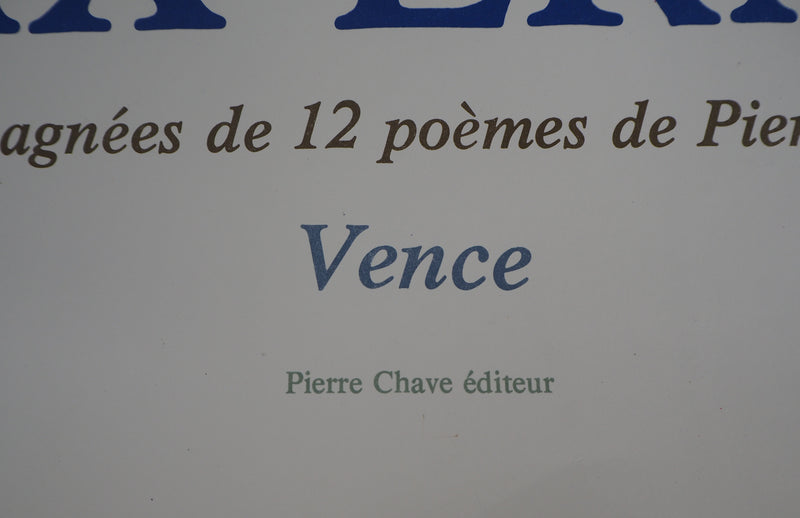 agnées de 12 poèmes de Pier
Vence
Pierre Chave éditeur